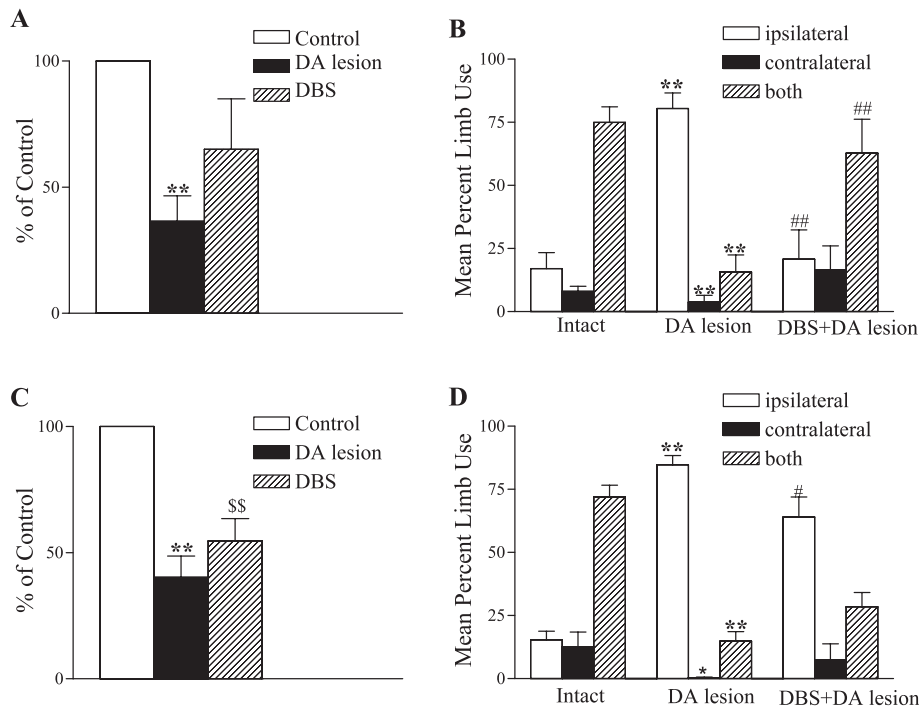 A
Control
DA lesion
DBS
% of Control
100
50
0
**
B
ipsilateral
contralateral
both
Mean Percent Limb Use
100
75
50
25
0
**
**
**
##
##
Intact DA lesion DBS+DA lesion
C
Control
DA lesion
DBS
% of Control
100
50
0
**
$$
D
ipsilateral
contralateral
both
Mean Percent Limb Use
100
75
50
25
0
**
*
**
#
Intact DA lesion DBS+DA lesion